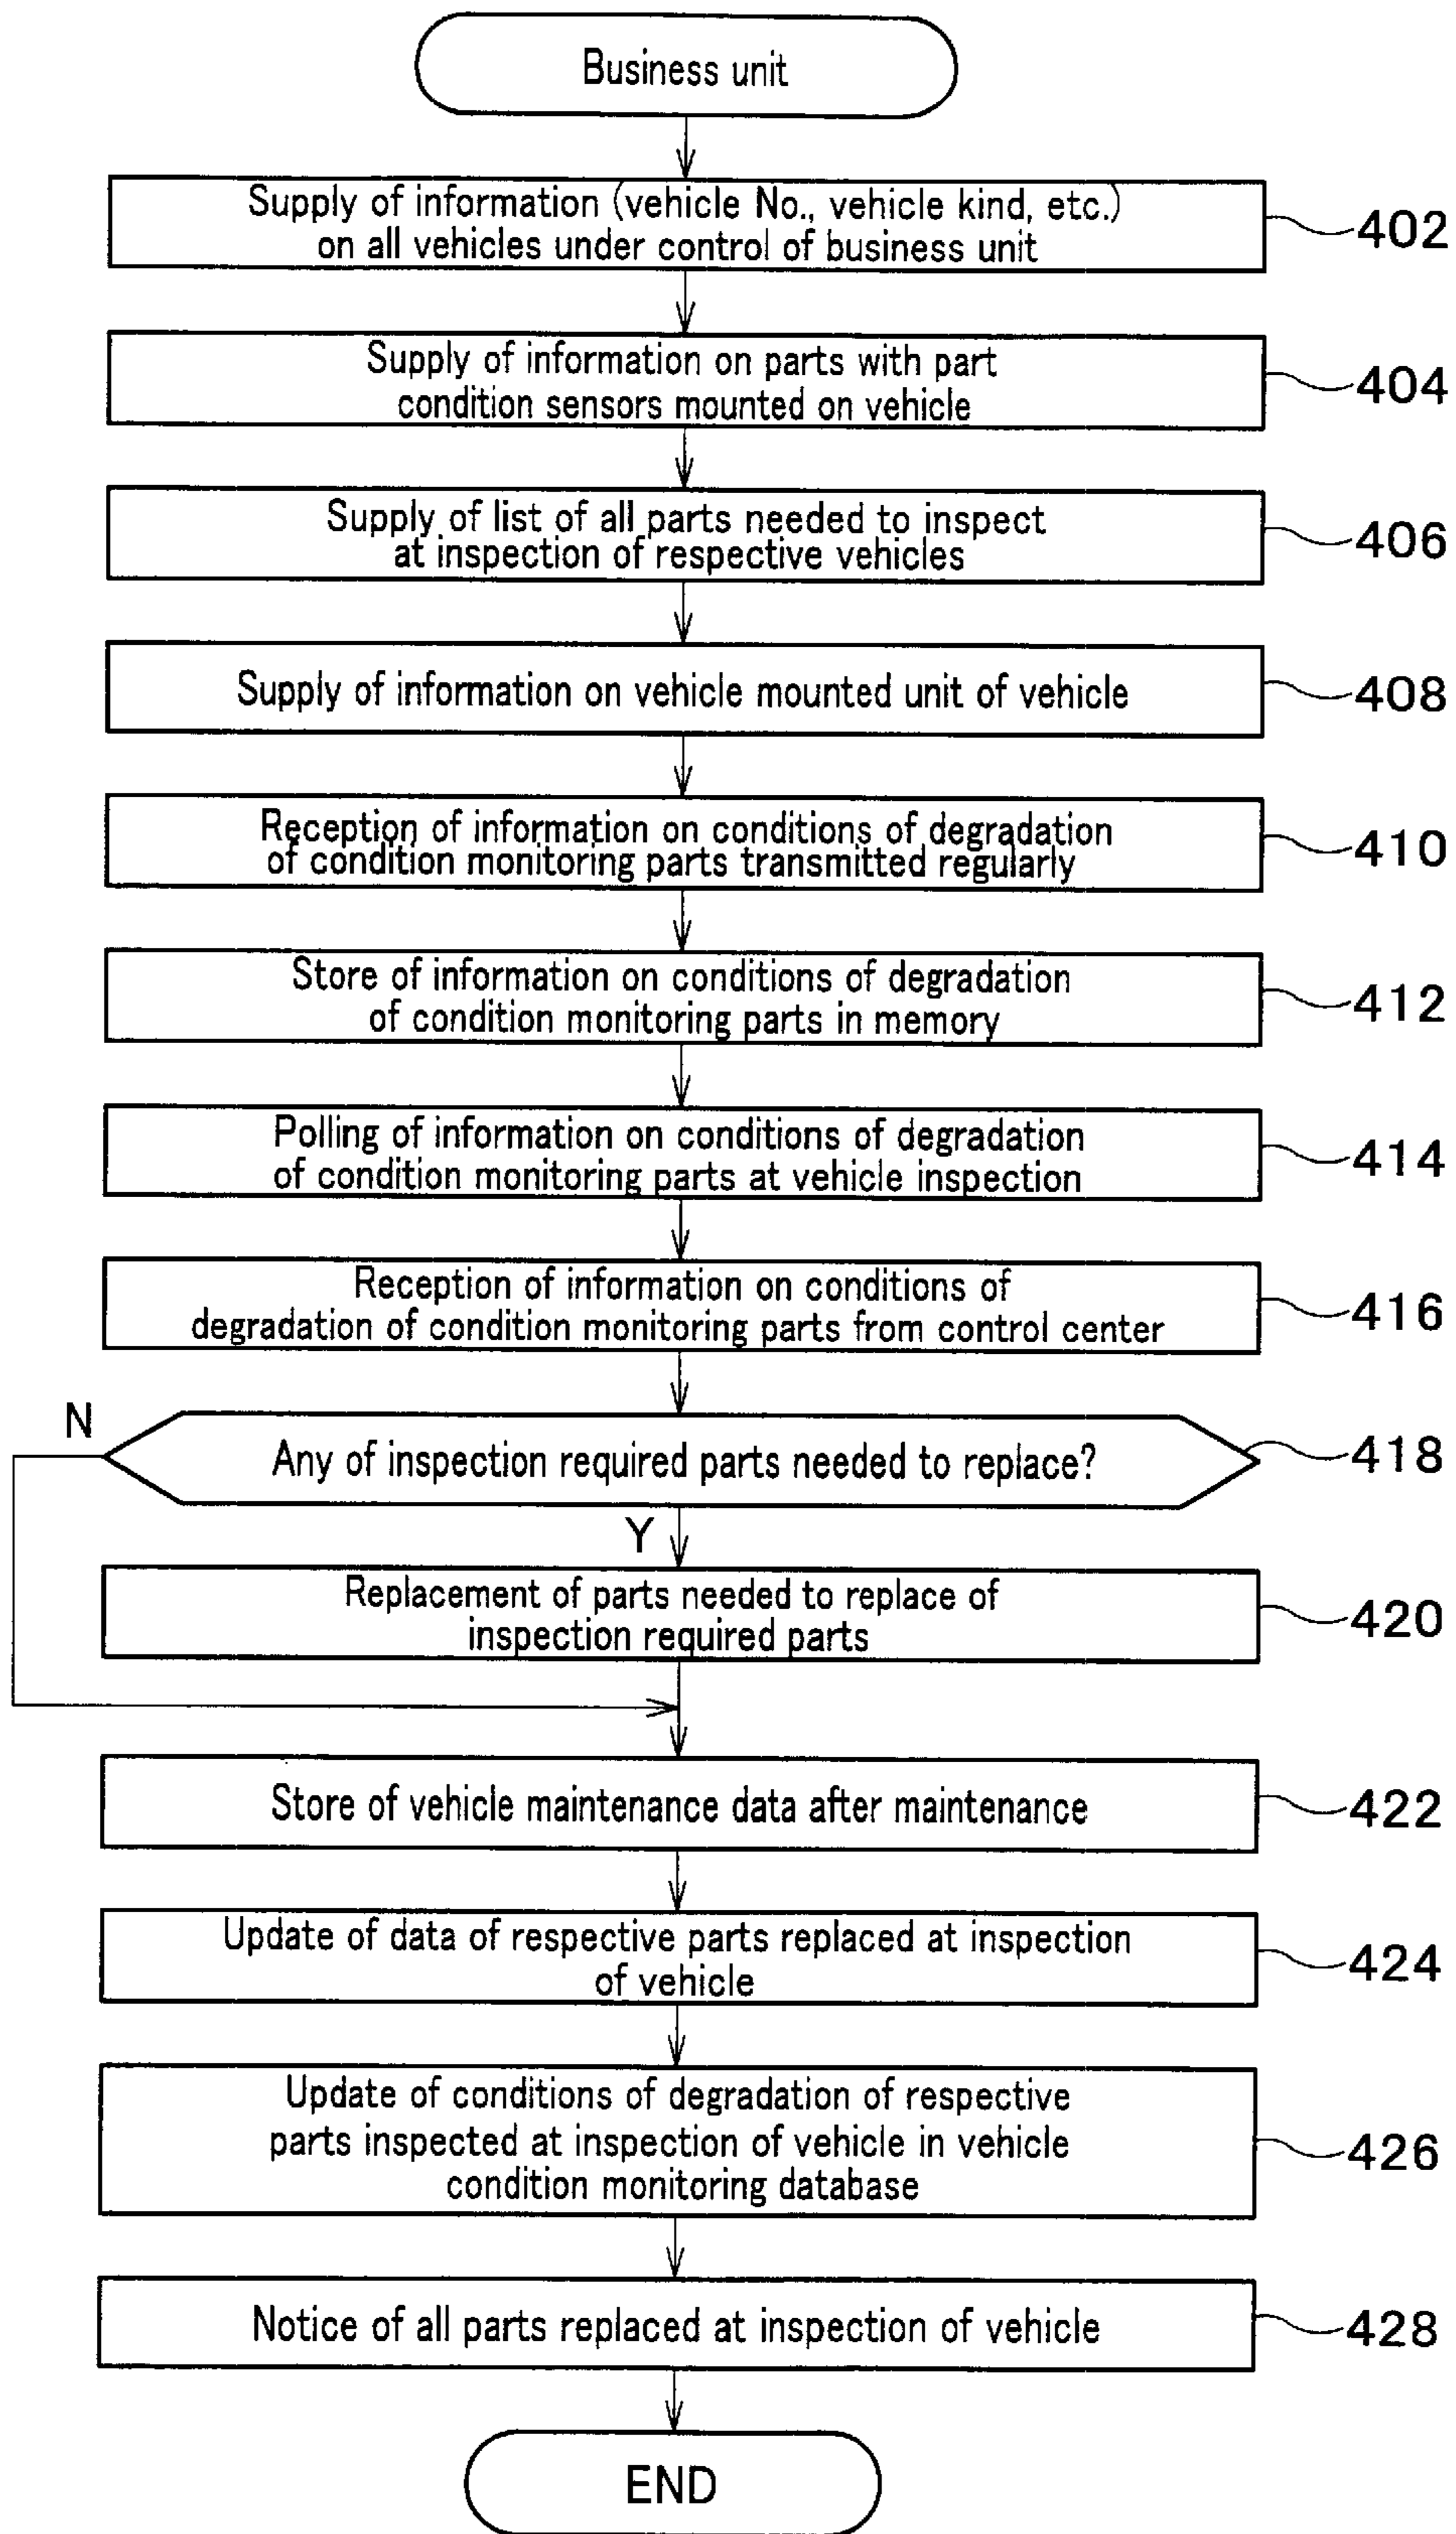 Business unit
Supply of information (vehicle No., vehicle kind, etc.)
on all vehicles under control of business unit
402
Supply of information on parts with part
condition sensors mounted on vehicle
404
Supply of list of all parts needed to inspect
at inspection of respective vehicles
406
Supply of information on vehicle mounted unit of vehicle
408
Reception of information on conditions of degradation
of condition monitoring parts transmitted regularly
410
Store of information on conditions of degradation
of condition monitoring parts in memory
412
Polling of information on conditions of degradation
of condition monitoring parts at vehicle inspection
414
Reception of information on conditions of
degradation of condition monitoring parts from control center
416
N
Any of inspection required parts needed to replace?
418
Y
Replacement of parts needed to replace of
inspection required parts
420
Store of vehicle maintenance data after maintenance
422
Update of data of respective parts replaced at inspection
of vehicle
424
Update of conditions of degradation of respective
parts inspected at inspection of vehicle in vehicle
condition monitoring database
426
Notice of all parts replaced at inspection of vehicle
428
END